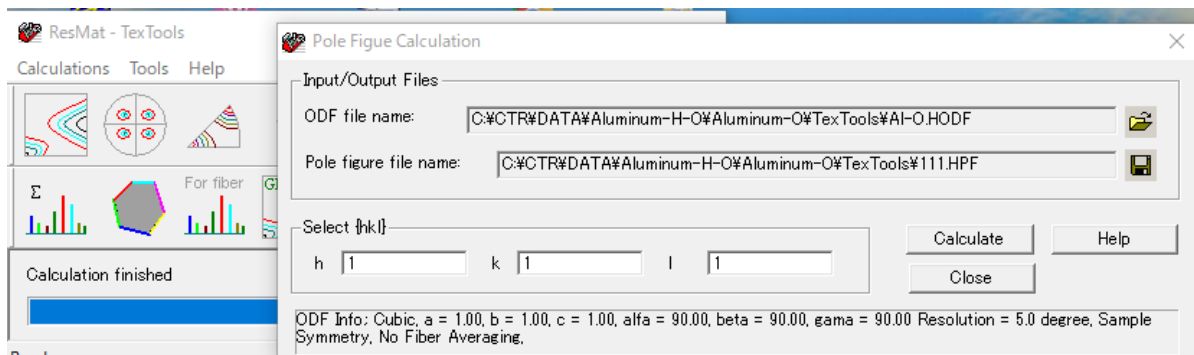 ResMat - TexTools
Calculations Tools Help
For fiber
Σ
Calculation finished
Pole Figue Calculation
Input/Output Files
ODF file name: C:¥CTR¥DATA¥Aluminum-H-O¥Aluminum-O¥TexTools¥Al-O.HODF
Pole figure file name: C:¥CTR¥DATA¥Aluminum-H-O¥Aluminum-O¥TexTools¥111.HPF
Select {hkl}
h 1 k 1 l 1
Calculate Help
Close
ODF Info: Cubic, a = 1.00, b = 1.00, c = 1.00, alfa = 90.00, beta = 90.00, gama = 90.00 Resolution = 5.0 degree, Sample
Symmetry, No Fiber Averaging,